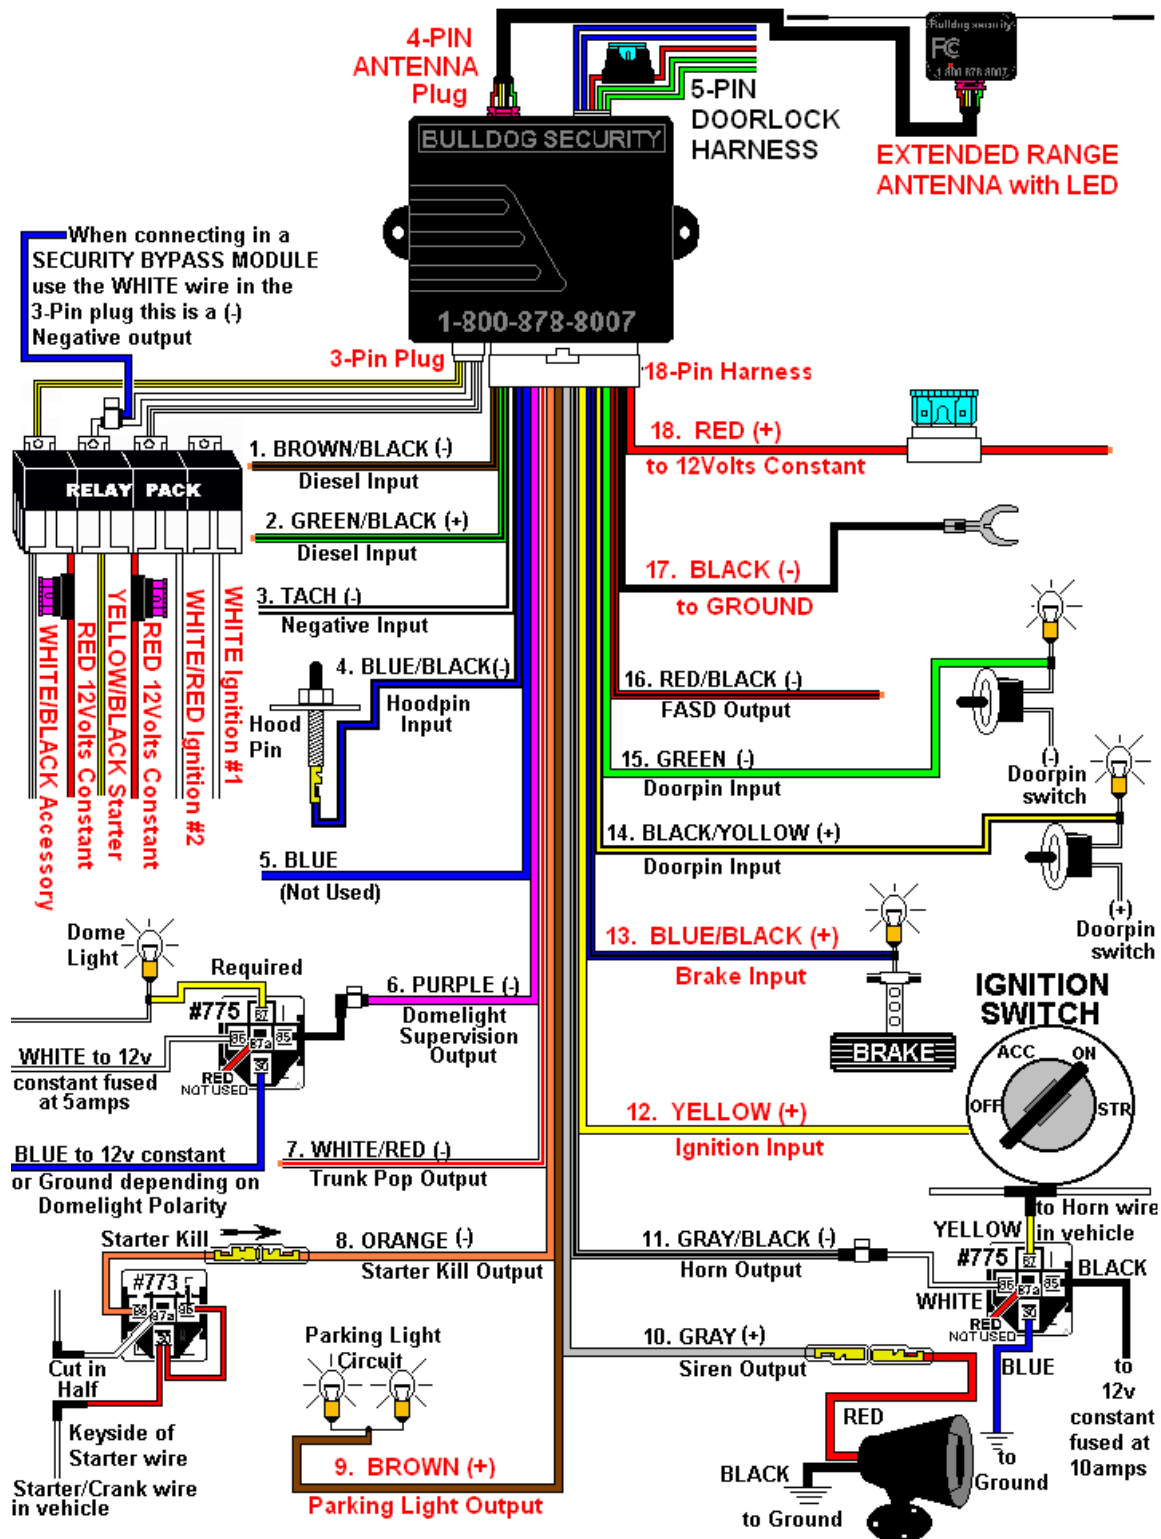 4-PIN
ANTENNA
Plug
Bulldog security
FC
1-800-878-8007
5-PIN
DOORLOCK
HARNESS
EXTENDED RANGE
ANTENNA with LED
BULLDOG SECURITY
1-800-878-8007
When connecting in a
SECURITY BYPASS MODULE
use the WHITE wire in the
3-Pin plug this is a (-)
Negative output
3-Pin Plug
18-Pin Harness
RELAY PACK
WHITE/BLACK Accessory
RED 12Volts Constant
YELLOW/BLACK Starter
RED 12Volts Constant
WHITE/RED Ignition #2
WHITE Ignition #1
1. BROWN/BLACK (-)
Diesel Input
2. GREEN/BLACK (+)
Diesel Input
3. TACH (-)
Negative Input
4. BLUE/BLACK(-)
Hoodpin
Input
Hood
Pin
5. BLUE
(Not Used)
Dome
Light
Required
#775
87
86
87a
85
30
RED
NOT USED
WHITE to 12v
constant fused
at 5amps
BLUE to 12v constant
or Ground depending on
Domelight Polarity
6. PURPLE (-)
Domelight
Supervision
Output
7. WHITE/RED (-)
Trunk Pop Output
Starter Kill
8. ORANGE (-)
Starter Kill Output
#773
86
87a
85
30
Cut in
Half
Keyside of
Starter wire
Starter/Crank wire
in vehicle
Parking Light
Circuit
9. BROWN (+)
Parking Light Output
18. RED (+)
to 12Volts Constant
17. BLACK (-)
to GROUND
16. RED/BLACK (-)
FASD Output
15. GREEN (-)
Doorpin Input
(-)
Doorpin
switch
14. BLACK/YOLLOW (+)
Doorpin Input
(+)
Doorpin
switch
13. BLUE/BLACK (+)
Brake Input
BRAKE
IGNITION
SWITCH
ACC
ON
OFF
STR
12. YELLOW (+)
Ignition Input
to Horn wire
in vehicle
YELLOW
11. GRAY/BLACK (-)
Horn Output
#775
87
86
87a
85
30
BLACK
WHITE
RED
NOT USED
BLUE
10. GRAY (+)
Siren Output
RED
BLACK
to Ground
to
Ground
to
12v
constant
fused at
10amps